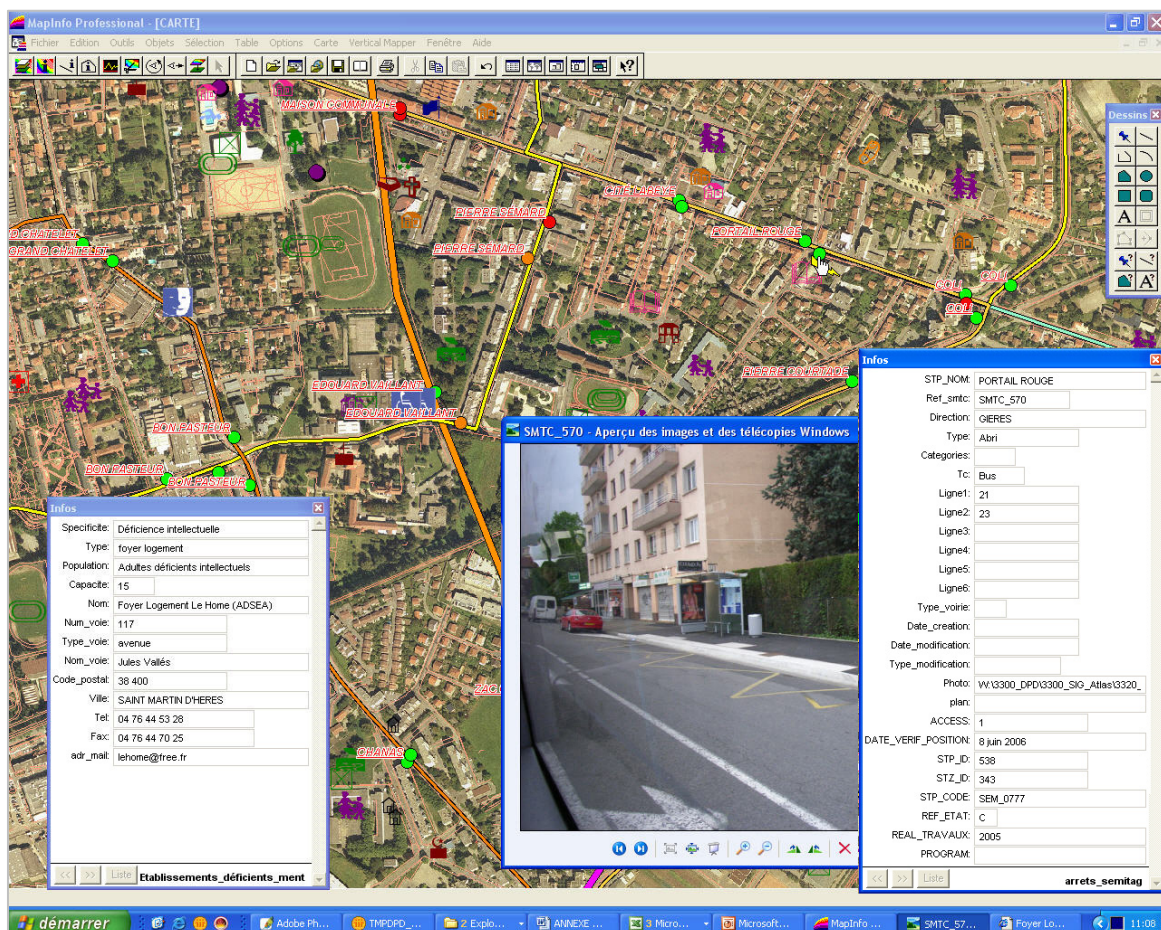 MapInfo Professional - [CARTE]
Fichier Edition Outils Objets Sélection Table Options Carte Vertical Mapper Fenêtre Aide
Dessins
MAISON COMMUNALE
CITE LABEYE
PIERRE SEMARD
PORTAIL ROUGE
PIERRE SEMARD
GRAND CHATELET
COLI
COLI
COLI
EDOUARD VAILLANT
PIERRE COURTADE
EDOUARD VAILLANT
BON PASTEUR
BON PASTEUR
BON PASTEUR
ZAC
OHANAS
Infos
Specificite: Déficience intellectuelle
Type: foyer logement
Population: Adultes déficients intellectuels
Capacite: 15
Nom: Foyer Logement Le Home (ADSEA)
Num_voie: 117
Type_voie: avenue
Nom_voie: Jules Vallés
Code_postal: 38 400
Ville: SAINT MARTIN D'HERES
Tel: 04 76 44 53 28
Fax: 04 76 44 70 25
adr_mail: lehome@free.fr
<< >> Liste Etablissements_déficients_ment
SMTC_570 - Aperçu des images et des télécopies Windows
Infos
STP_NOM: PORTAIL ROUGE
Ref_smtc: SMTC_570
Direction: GIERES
Type: Abri
Categories:
Tc: Bus
Ligne1: 21
Ligne2: 23
Ligne3:
Ligne4:
Ligne5:
Ligne6:
Type_voirie:
Date_creation:
Date_modification:
Type_modification:
Photo: W:\3300_DPD\3300_SIG_Atlas\3320_
plan:
ACCESS: 1
DATE_VERIF_POSITION: 8 juin 2006
STP_ID: 538
STZ_ID: 343
STP_CODE: SEM_0777
REF_ETAT: C
REAL_TRAVAUX: 2005
PROGRAM:
<< >> Liste arrets_semitag
démarrer Adobe Ph... TMPDPD_... 2 Explo... ANNEXE ... 3 Micro... Microsoft... MapInfo ... SMTC_57... Foyer Lo... 11:08